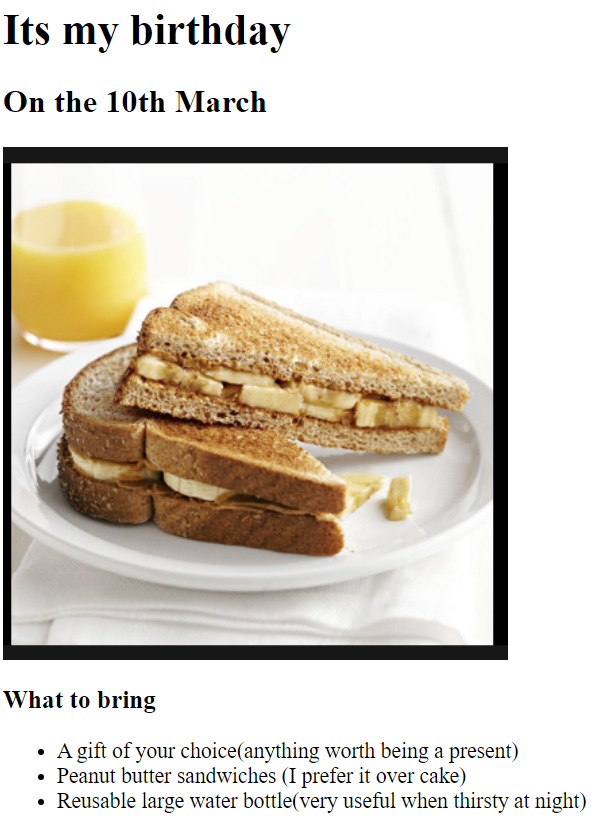 Its my birthday
On the 10th March
What to bring
A gift of your choice(anything worth being a present)
Peanut butter sandwiches (I prefer it over cake)
Reusable large water bottle(very useful when thirsty at night)